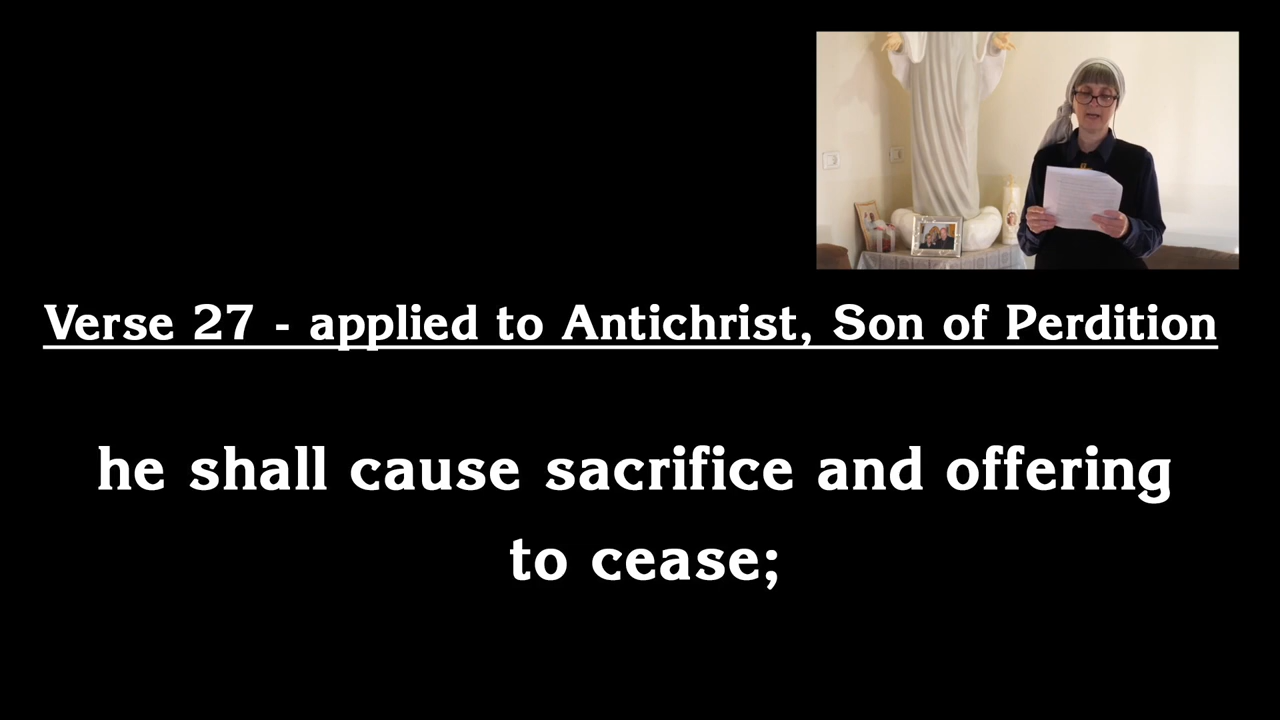 Verse 27 - applied to Antichrist, Son of Perdition
he shall cause sacrifice and offering
to cease;